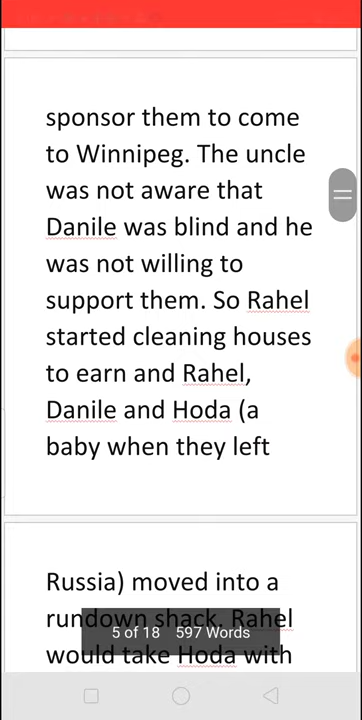 sponsor them to come
to Winnipeg. The uncle
was not aware that
Danile was blind and he
was not willing to
support them. So Rahel
started cleaning houses
to earn and Rahel,
Danile and Hoda (a
baby when they left
Russia) moved into a
rundown shack. Rahel
5 of 18 597 Words
would take Hoda with